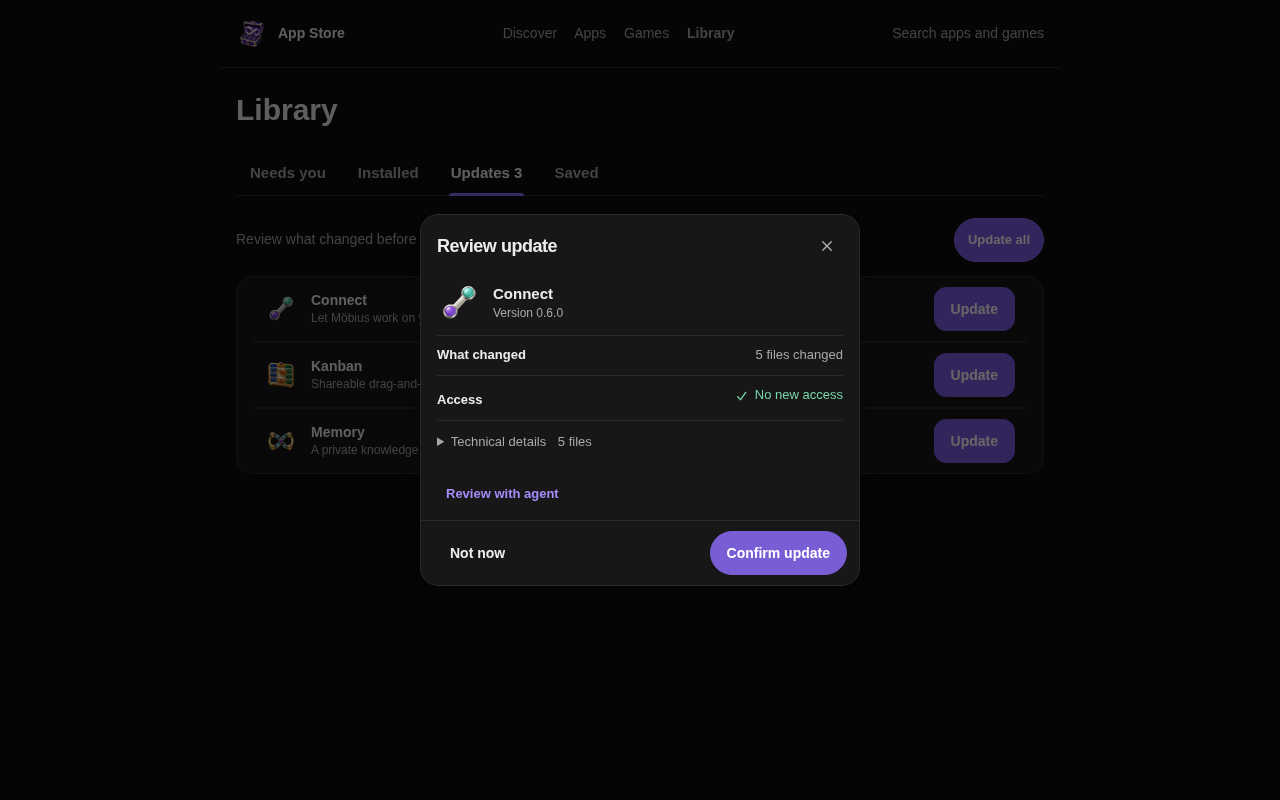 App Store
Discover Apps Games Library
Search apps and games
Library
Needs you Installed Updates 3 Saved
Review what changed before
Update all
Connect
Let Möbius work on
Update
Kanban
Shareable drag-and-
Update
Memory
A private knowledge
Update
Review update
Connect
Version 0.6.0
What changed 5 files changed
Access No new access
Technical details 5 files
Review with agent
Not now Confirm update